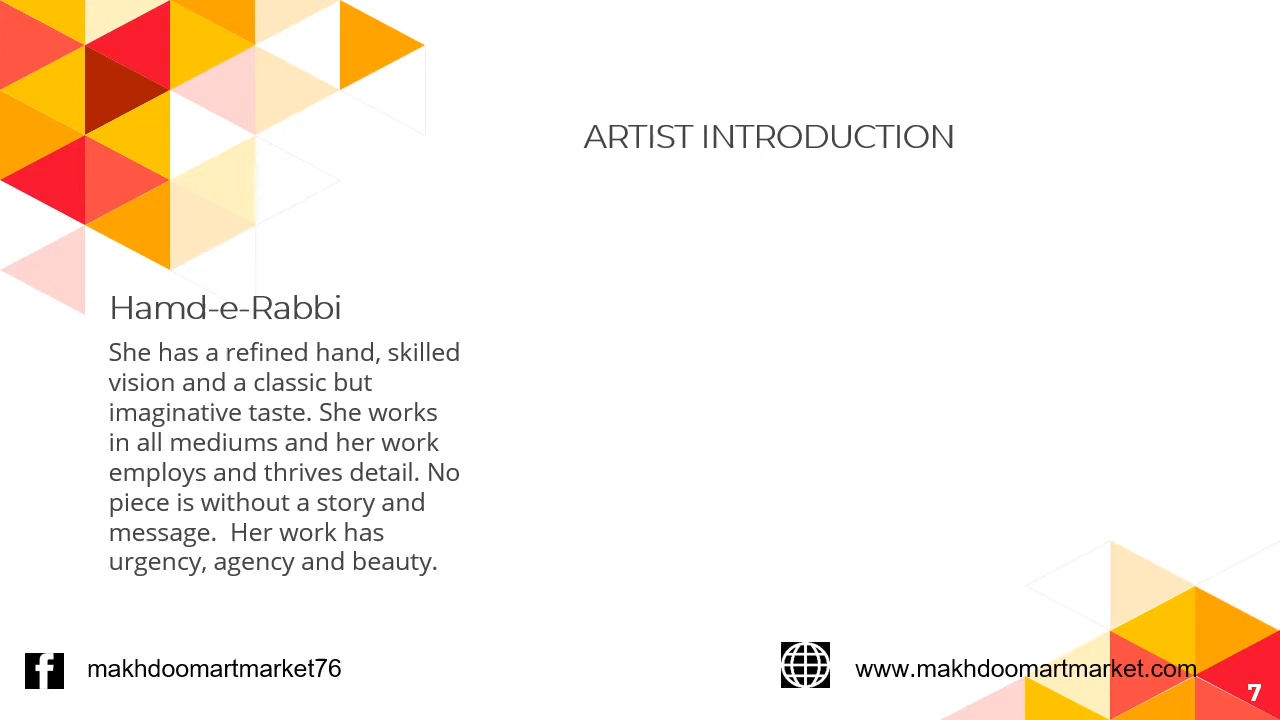 ARTIST INTRODUCTION
Hamd-e-Rabbi
She has a refined hand, skilled
vision and a classic but
imaginative taste. She works
in all mediums and her work
employs and thrives detail. No
piece is without a story and
message.  Her work has
urgency, agency and beauty.
makhdoomartmarket76
www.makhdoomartmarket.com
7